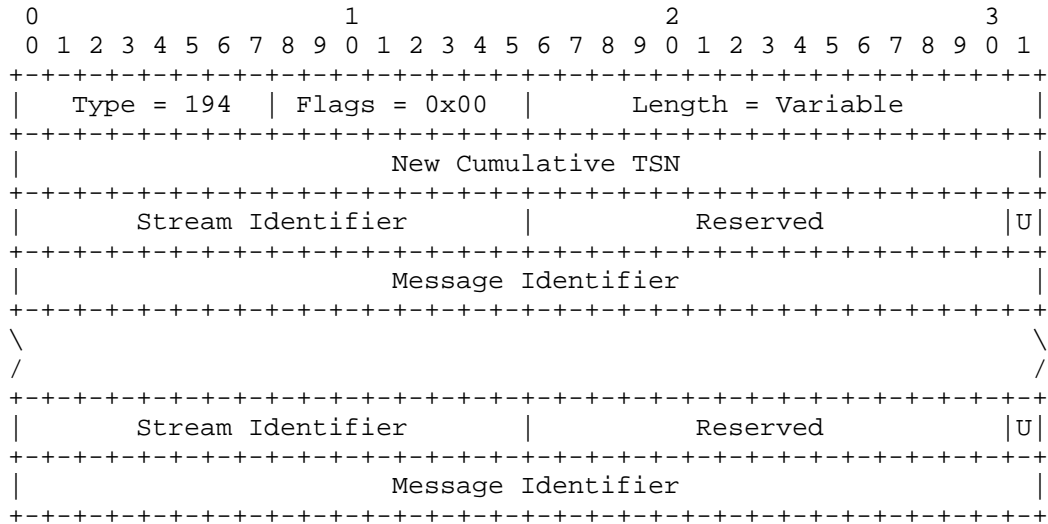 0                   1                   2                   3
 0 1 2 3 4 5 6 7 8 9 0 1 2 3 4 5 6 7 8 9 0 1 2 3 4 5 6 7 8 9 0 1
+-+-+-+-+-+-+-+-+-+-+-+-+-+-+-+-+-+-+-+-+-+-+-+-+-+-+-+-+-+-+-+-+
|   Type = 194  | Flags = 0x00  |      Length = Variable        |
+-+-+-+-+-+-+-+-+-+-+-+-+-+-+-+-+-+-+-+-+-+-+-+-+-+-+-+-+-+-+-+-+
|                       New Cumulative TSN                      |
+-+-+-+-+-+-+-+-+-+-+-+-+-+-+-+-+-+-+-+-+-+-+-+-+-+-+-+-+-+-+-+-+
|       Stream Identifier       |          Reserved           |U|
+-+-+-+-+-+-+-+-+-+-+-+-+-+-+-+-+-+-+-+-+-+-+-+-+-+-+-+-+-+-+-+-+
|                       Message Identifier                      |
+-+-+-+-+-+-+-+-+-+-+-+-+-+-+-+-+-+-+-+-+-+-+-+-+-+-+-+-+-+-+-+-+
\                                                               \
/                                                               /
+-+-+-+-+-+-+-+-+-+-+-+-+-+-+-+-+-+-+-+-+-+-+-+-+-+-+-+-+-+-+-+-+
|       Stream Identifier       |          Reserved           |U|
+-+-+-+-+-+-+-+-+-+-+-+-+-+-+-+-+-+-+-+-+-+-+-+-+-+-+-+-+-+-+-+-+
|                       Message Identifier                      |
+-+-+-+-+-+-+-+-+-+-+-+-+-+-+-+-+-+-+-+-+-+-+-+-+-+-+-+-+-+-+-+-+